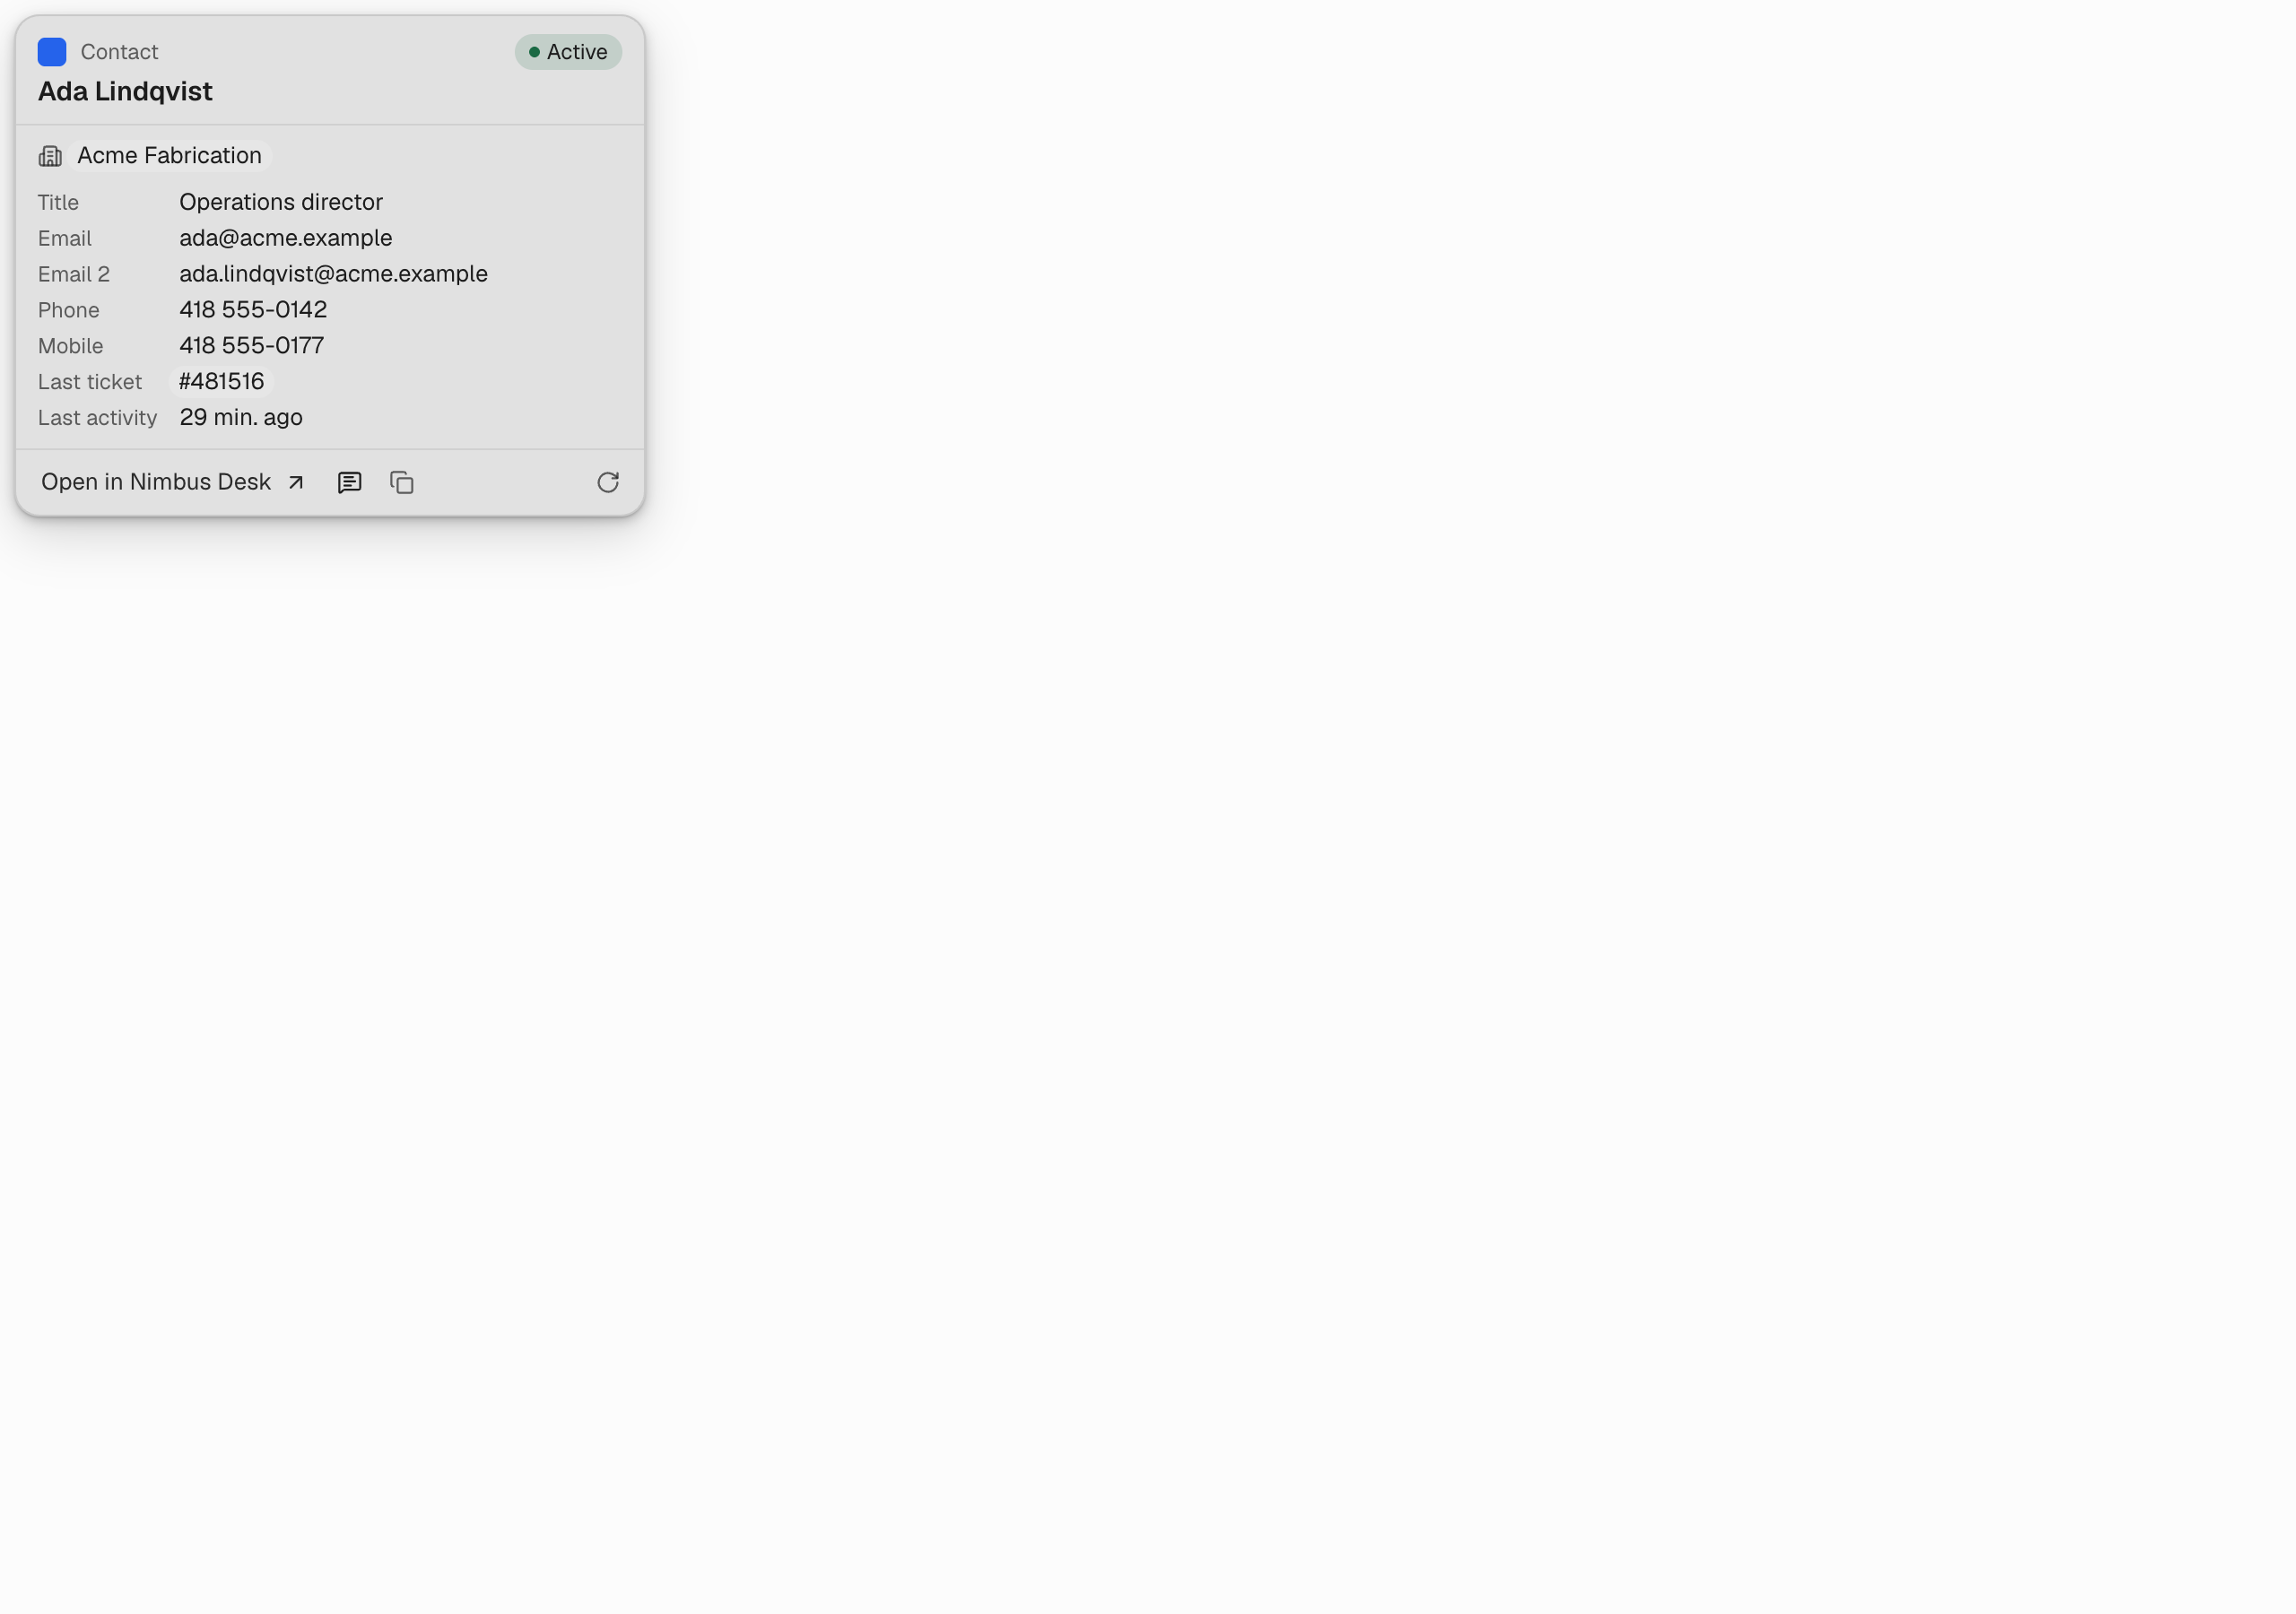 Contact
Active
Ada Lindqvist
Acme Fabrication
Title Operations director
Email ada@acme.example
Email 2 ada.lindqvist@acme.example
Phone 418 555-0142
Mobile 418 555-0177
Last ticket #481516
Last activity 29 min. ago
Open in Nimbus Desk